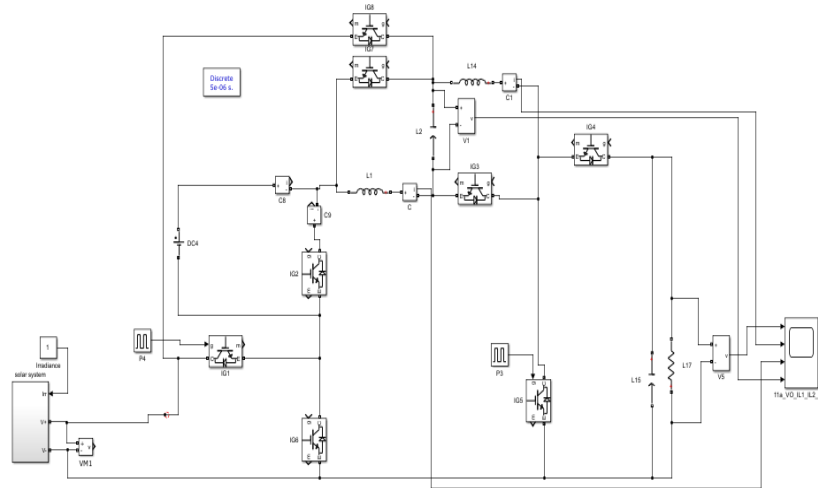 IG8
IG7
Discrete
5e-06 s.
L14
C1
V1
L2
IG4
L1
C
IG3
C8
C9
DC4
IG2
P4
1
Irradiance
solar system
IG1
P3
Irr
V+
V-
VM1
IG6
IG5
L15
L17
V5
11a_VO_IL1_IL2_